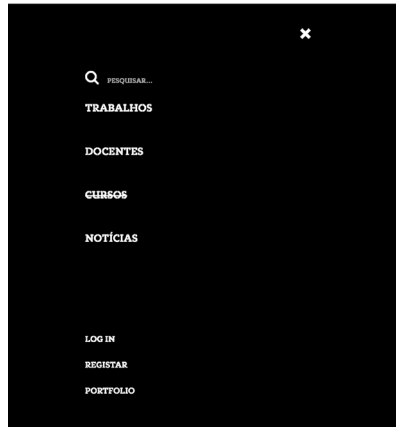 PESQUISAR...
TRABALHOS
DOCENTES
CURSOS
NOTÍCIAS
LOG IN
REGISTAR
PORTFOLIO